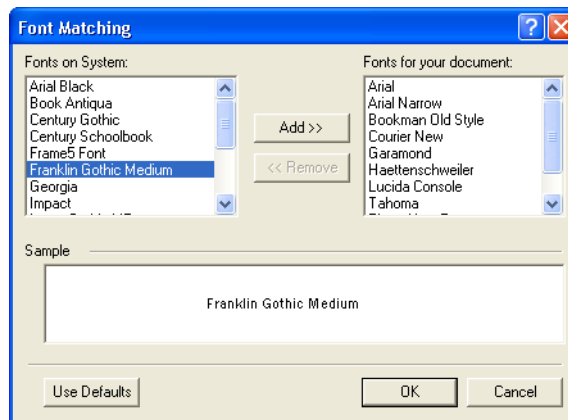 Font Matching
Fonts on System:
Arial Black
Book Antiqua
Century Gothic
Century Schoolbook
Frame5 Font
Franklin Gothic Medium
Georgia
Impact
Add >>
<< Remove
Fonts for your document:
Arial
Arial Narrow
Bookman Old Style
Courier New
Garamond
Haettenschweiler
Lucida Console
Tahoma
Sample
Franklin Gothic Medium
Use Defaults
OK
Cancel